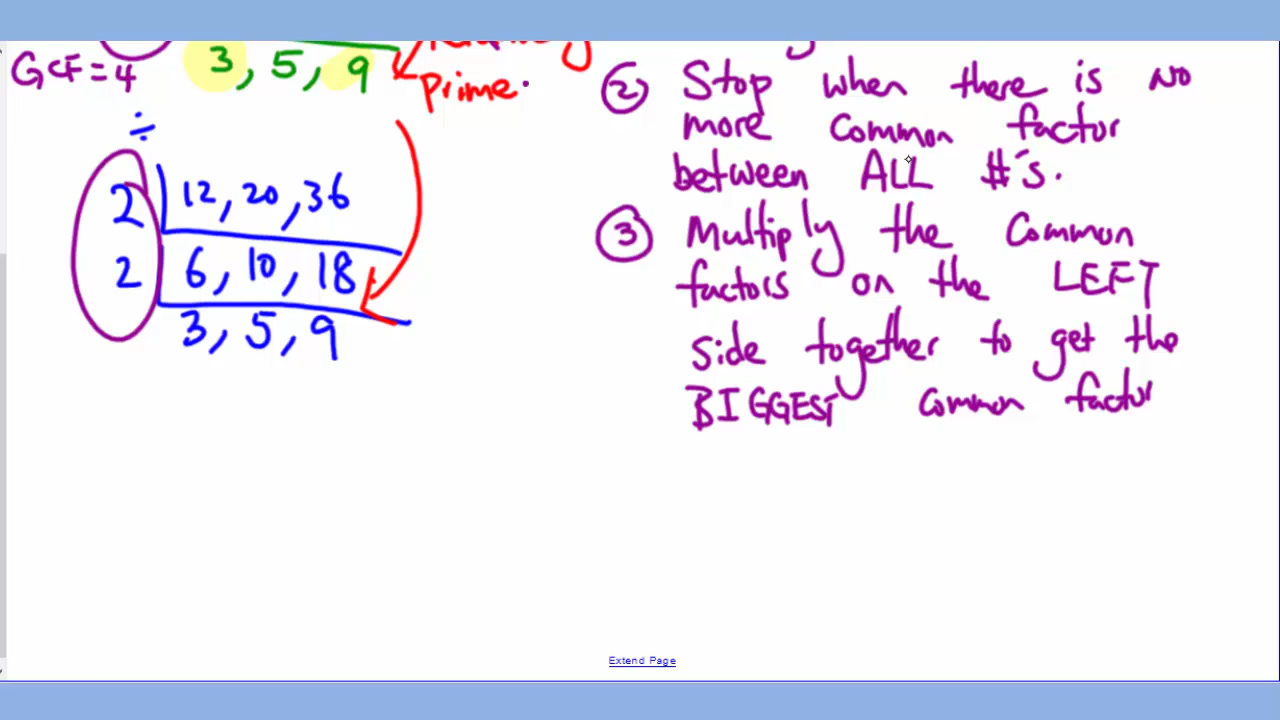 3, 5, 9
GCF = 4
prime.
÷
2 12, 20, 36
2 6, 10, 18
3, 5, 9
② Stop when there is no
more common factor
between ALL #'s.
③ Multiply the common
factors on the LEFT
side together to get the
BIGGEST common factor
Extend Page